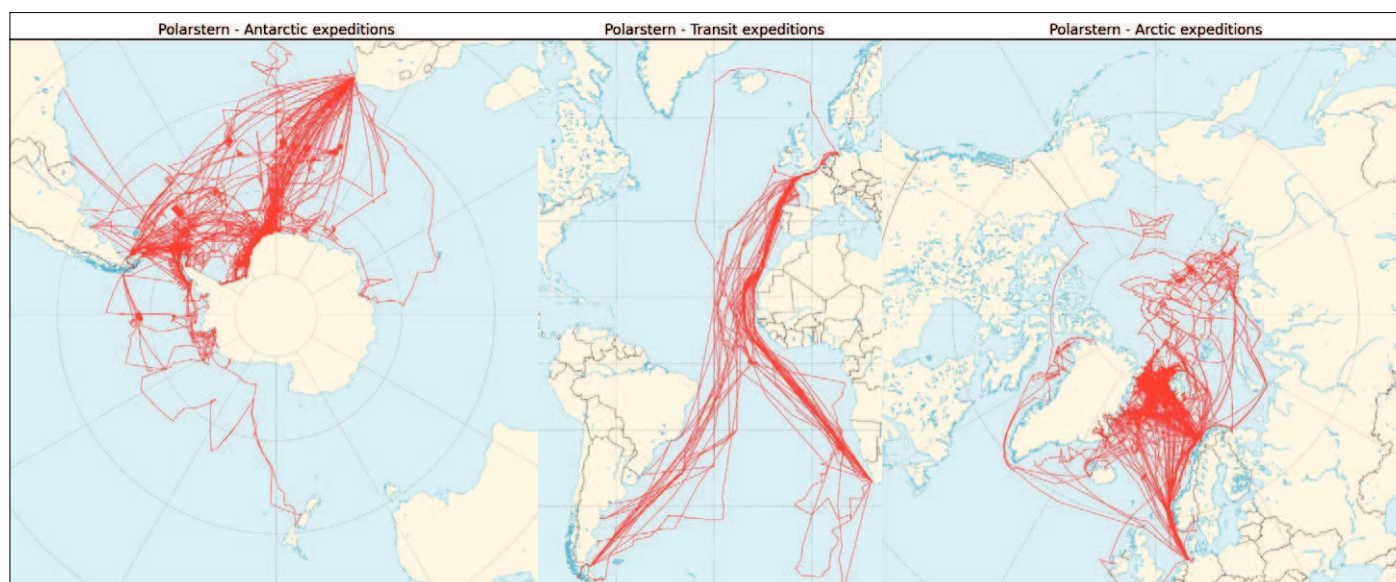 Polarstern - Antarctic expeditions
Polarstern - Transit expeditions
Polarstern - Arctic expeditions